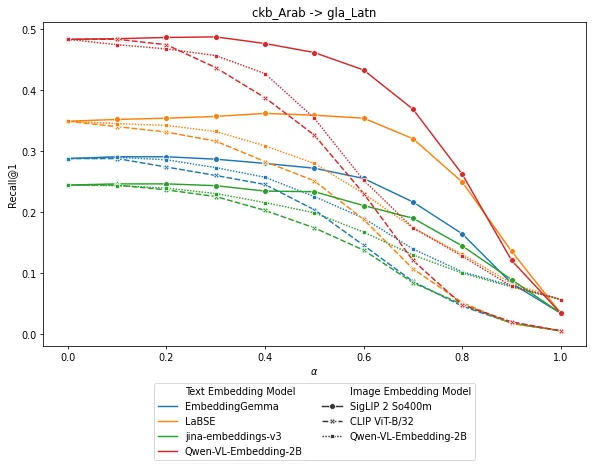 ckb_Arab -> gla_Latn
Recall@1
0.5
0.4
0.3
0.2
0.1
0.0
0.0 0.2 0.4 0.6 0.8 1.0
α
Text Embedding Model Image Embedding Model
EmbeddingGemma SigLIP 2 So400m
LaBSE CLIP ViT-B/32
jina-embeddings-v3 Qwen-VL-Embedding-2B
Qwen-VL-Embedding-2B